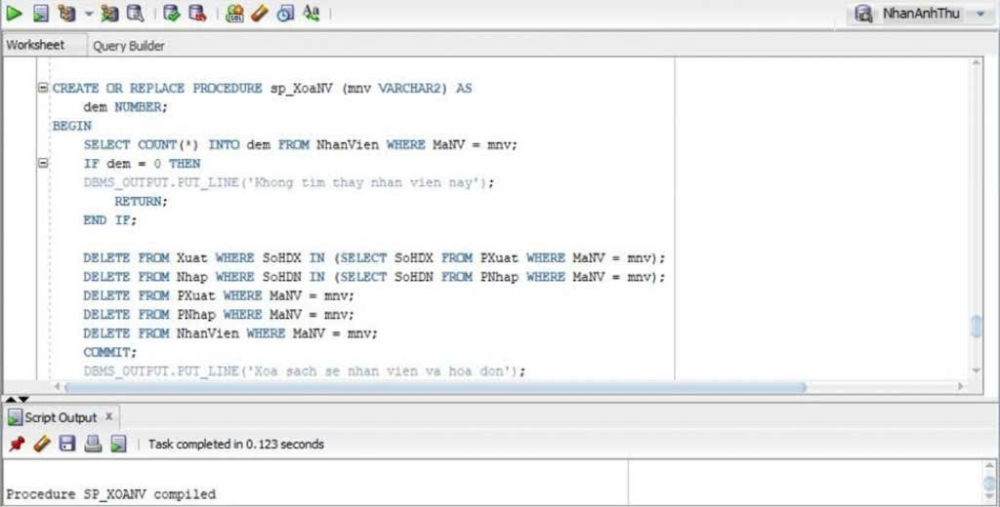 NhanAnhThu
Worksheet
Query Builder
CREATE OR REPLACE PROCEDURE sp_XoaNV (mnv VARCHAR2) AS
dem NUMBER;
BEGIN
SELECT COUNT(*) INTO dem FROM NhanVien WHERE MaNV = mnv;
IF dem = 0 THEN
DBMS_OUTPUT.PUT_LINE('Khong tim thay nhan vien nay');
RETURN;
END IF;
DELETE FROM Xuat WHERE SoHDX IN (SELECT SoHDX FROM PXuat WHERE MaNV = mnv);
DELETE FROM Nhap WHERE SoHDN IN (SELECT SoHDN FROM PNhap WHERE MaNV = mnv);
DELETE FROM PXuat WHERE MaNV = mnv;
DELETE FROM PNhap WHERE MaNV = mnv;
DELETE FROM NhanVien WHERE MaNV = mnv;
COMMIT;
DBMS_OUTPUT.PUT_LINE('Xoa sach se nhan vien va hoa don');
Script Output x
Task completed in 0.123 seconds
Procedure SP_XOANV compiled